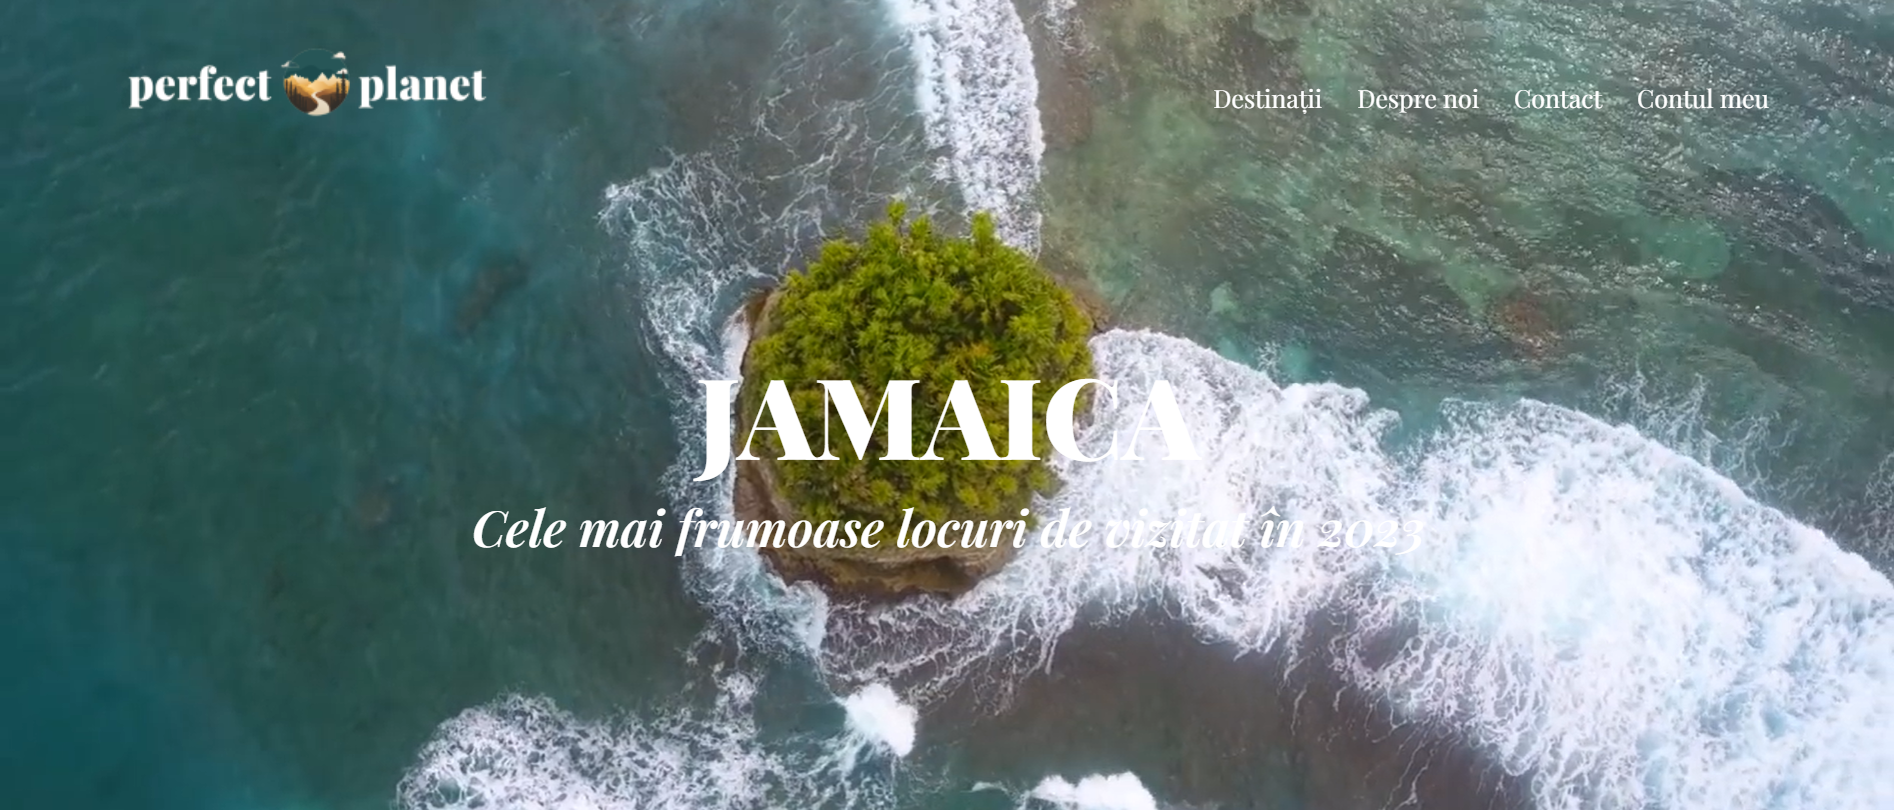 perfect planet
Destinații Despre noi Contact Contul meu
JAMAICA
Cele mai frumoase locuri de vizitat în 2023